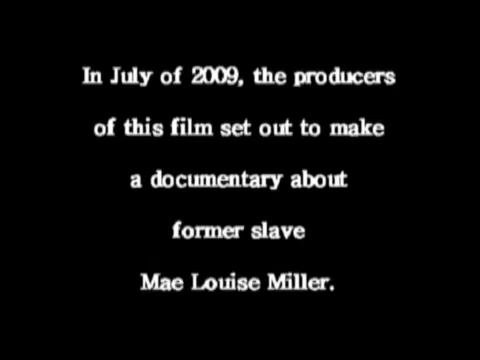 In July of 2009, the producers
of this film set out to make
a documentary about
former slave
Mae Louise Miller.